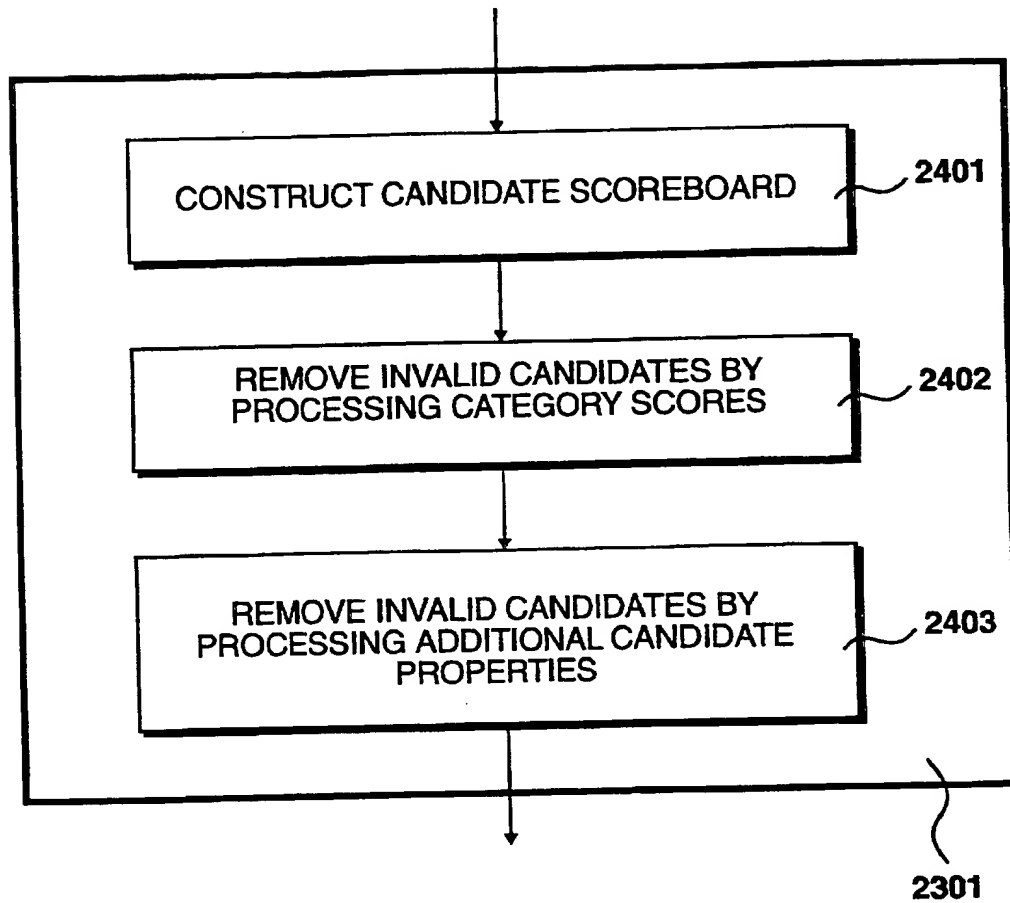 CONSTRUCT CANDIDATE SCOREBOARD
2401
REMOVE INVALID CANDIDATES BY
PROCESSING CATEGORY SCORES
2402
REMOVE INVALID CANDIDATES BY
PROCESSING ADDITIONAL CANDIDATE
PROPERTIES
2403
2301